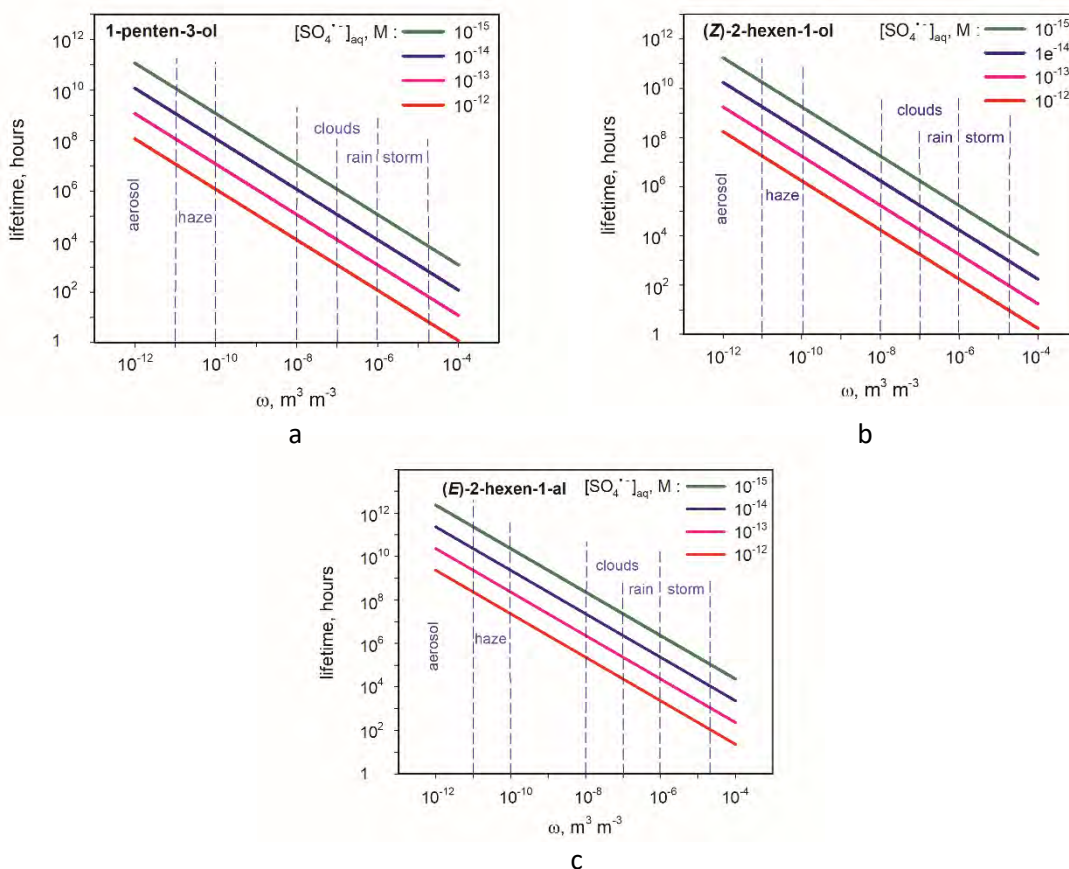 1-penten-3-ol
[SO₄•⁻]aq, M :
10⁻¹⁵
10⁻¹⁴
10⁻¹³
10⁻¹²
lifetime, hours
10¹²
10¹⁰
10⁸
10⁶
10⁴
10²
1
aerosol
haze
clouds
rain
storm
10⁻¹²
10⁻¹⁰
10⁻⁸
10⁻⁶
10⁻⁴
ω, m³ m⁻³
a
(Z)-2-hexen-1-ol
[SO₄•⁻]aq, M :
10⁻¹⁵
1e⁻¹⁴
10⁻¹³
10⁻¹²
lifetime, hours
10¹²
10¹⁰
10⁸
10⁶
10⁴
10²
1
aerosol
haze
clouds
rain
storm
10⁻¹²
10⁻¹⁰
10⁻⁸
10⁻⁶
10⁻⁴
ω, m³ m⁻³
b
(E)-2-hexen-1-al
[SO₄•⁻]aq, M :
10⁻¹⁵
10⁻¹⁴
10⁻¹³
10⁻¹²
lifetime, hours
10¹²
10¹⁰
10⁸
10⁶
10⁴
10²
1
aerosol
haze
clouds
rain
storm
10⁻¹²
10⁻¹⁰
10⁻⁸
10⁻⁶
10⁻⁴
ω, m³ m⁻³
c